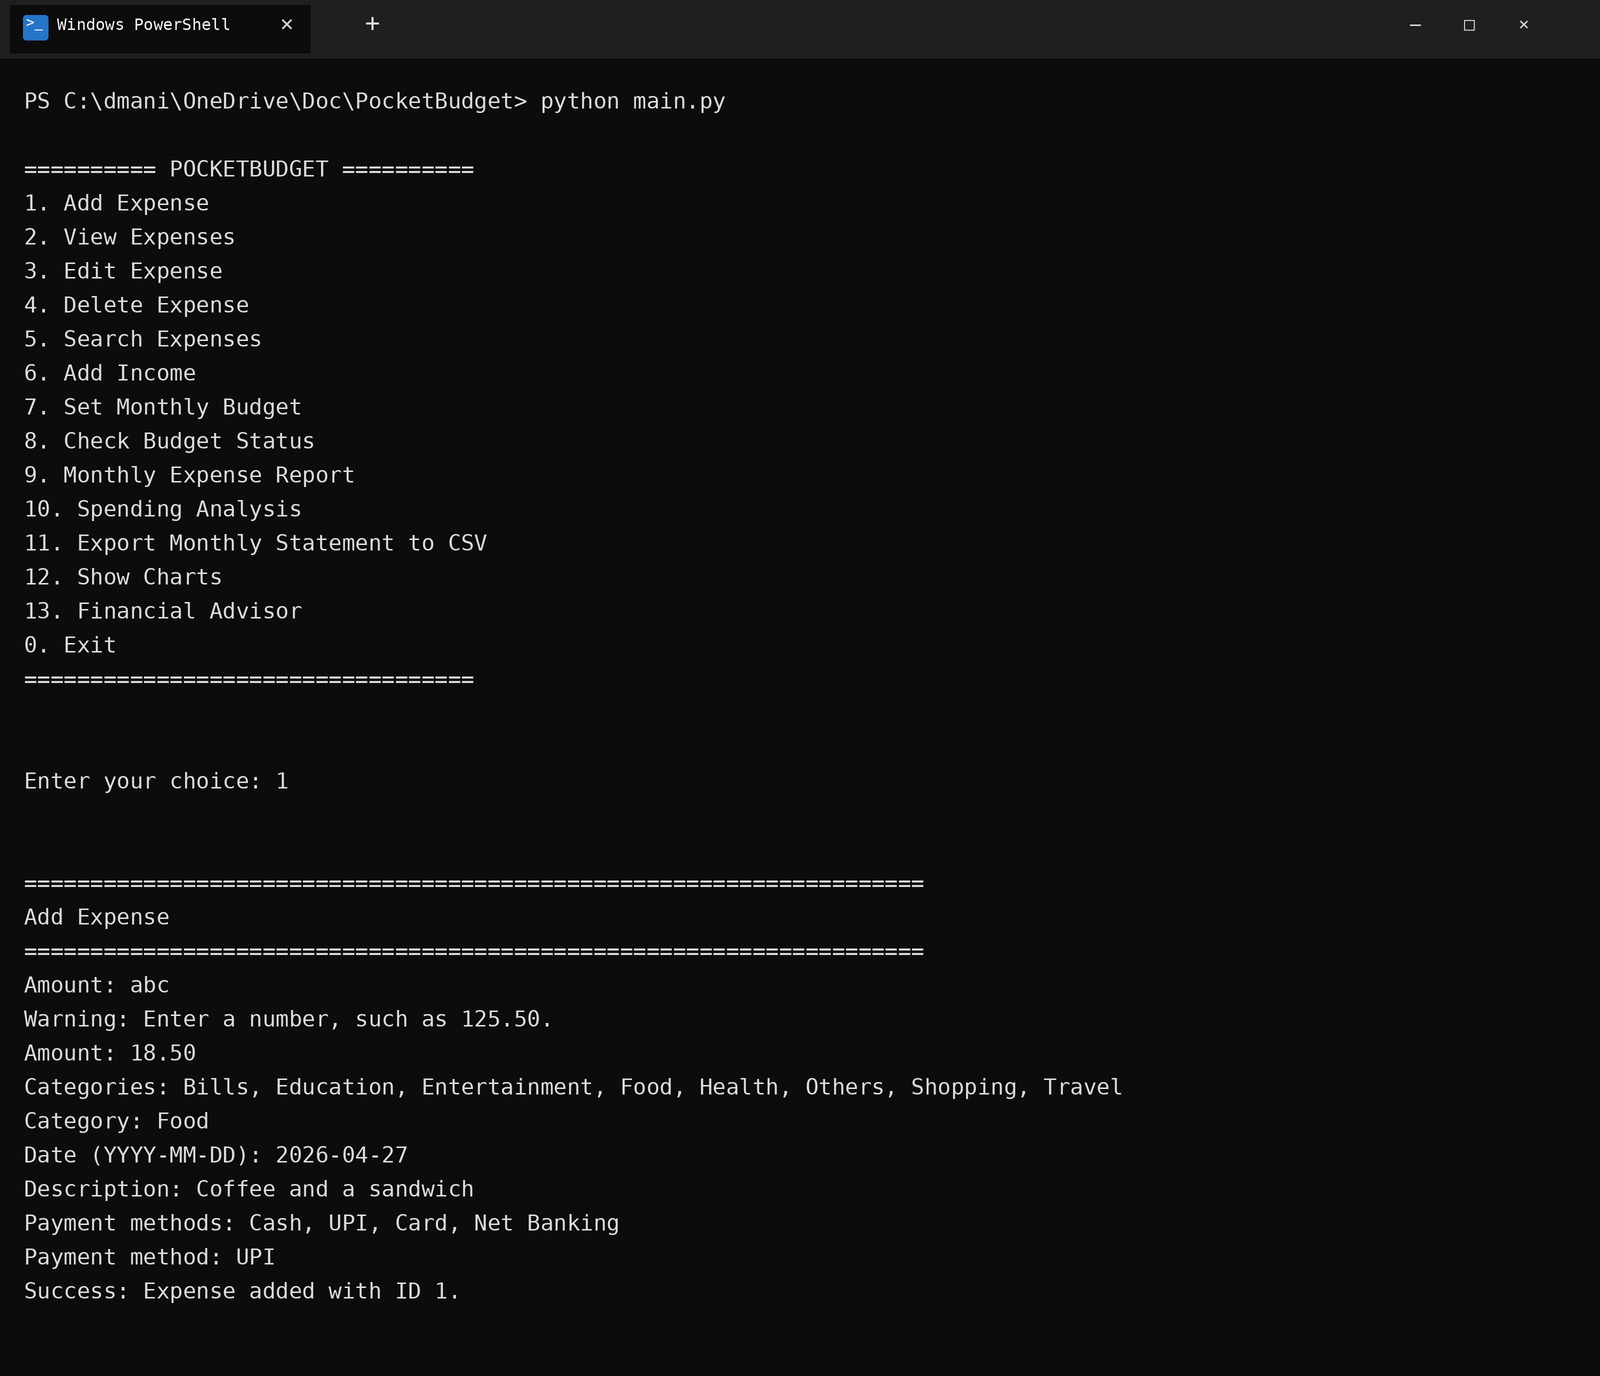 Windows PowerShell
PS C:\dmani\OneDrive\Doc\PocketBudget> python main.py
========== POCKETBUDGET ==========
1. Add Expense
2. View Expenses
3. Edit Expense
4. Delete Expense
5. Search Expenses
6. Add Income
7. Set Monthly Budget
8. Check Budget Status
9. Monthly Expense Report
10. Spending Analysis
11. Export Monthly Statement to CSV
12. Show Charts
13. Financial Advisor
0. Exit
==================================
Enter your choice: 1
====================================================================
Add Expense
====================================================================
Amount: abc
Warning: Enter a number, such as 125.50.
Amount: 18.50
Categories: Bills, Education, Entertainment, Food, Health, Others, Shopping, Travel
Category: Food
Date (YYYY-MM-DD): 2026-04-27
Description: Coffee and a sandwich
Payment methods: Cash, UPI, Card, Net Banking
Payment method: UPI
Success: Expense added with ID 1.